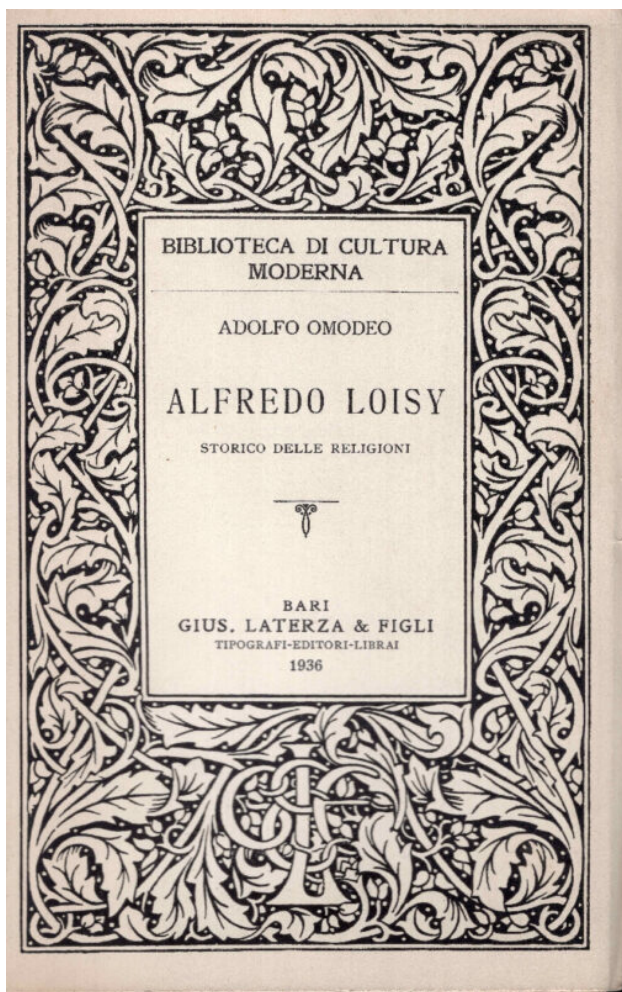 BIBLIOTECA DI CULTURA
MODERNA
ADOLFO OMODEO
ALFREDO LOISY
STORICO DELLE RELIGIONI
BARI
GIUS. LATERZA & FIGLI
TIPOGRAFI-EDITORI-LIBRAI
1936